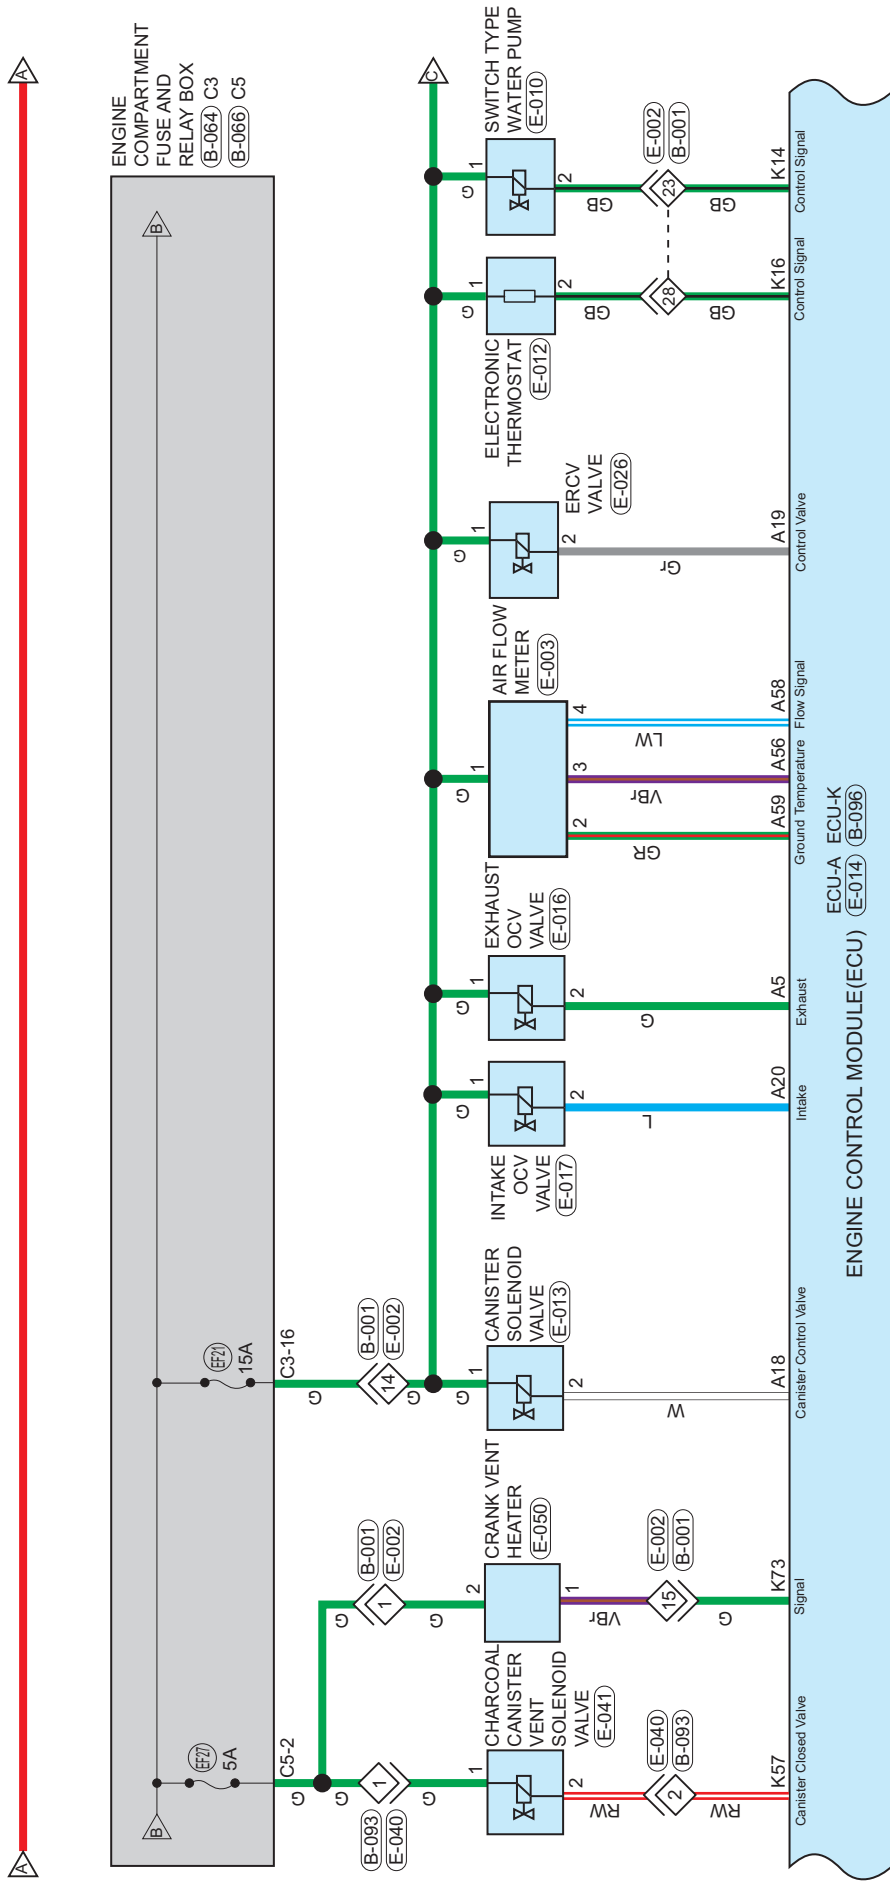 A
A
ENGINE
COMPARTMENT
FUSE AND
RELAY BOX
B-064 C3
B-066 C5
B
B
EF27
5A
EF21
15A
C5-2
C3-16
G
G
1
B-093
E-040
G
G
1
B-001
E-002
G
G
14
B-001
E-002
G
C
1
CHARCOAL
CANISTER
VENT
SOLENOID
VALVE
E-041
2
RW
2
E-040
B-093
RW
K57
Canister Closed Valve
2
CRANK VENT
HEATER
E-050
1
VBr
15
E-002
B-001
G
K73
Signal
G
1
CANISTER
SOLENOID
VALVE
E-013
2
W
A18
Canister Control Valve
G
1
INTAKE
OCV
VALVE
E-017
2
L
A20
Intake
G
1
EXHAUST
OCV
VALVE
E-016
2
G
A5
Exhaust
G
1
AIR FLOW
METER
E-003
2
3
4
GR
VBr
LW
A59
A56
A58
Ground Temperature
Flow Signal
G
1
ERCV
VALVE
E-026
2
Gr
A19
Control Valve
G
1
ELECTRONIC
THERMOSTAT
E-012
2
GB
28
GB
K16
Control Signal
G
1
SWITCH TYPE
WATER PUMP
E-010
2
GB
23
E-002
B-001
GB
K14
Control Signal
ECU-A ECU-K
ENGINE CONTROL MODULE(ECU) E-014 B-096